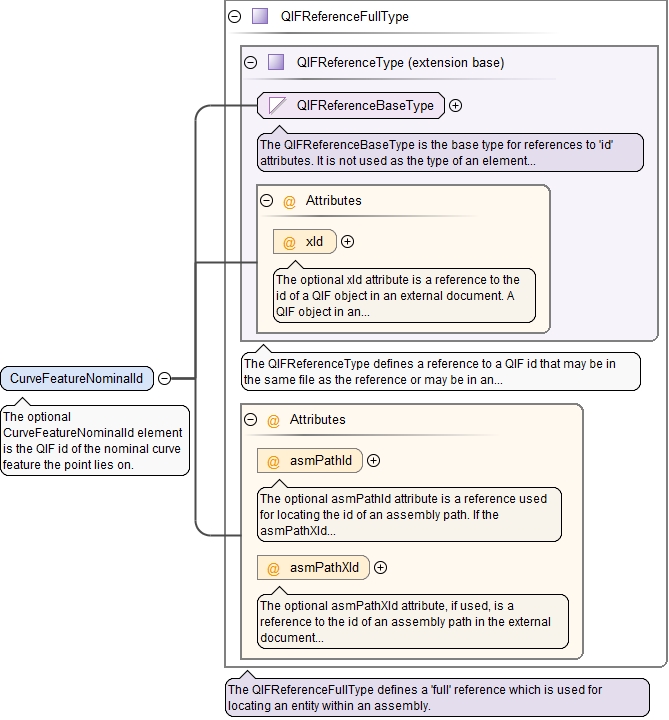 QIFReferenceFullType
QIFReferenceType (extension base)
QIFReferenceBaseType
The QIFReferenceBaseType is the base type for references to 'id'
attributes. It is not used as the type of an element...
@ Attributes
@ xId
The optional xId attribute is a reference to the
id of a QIF object in an external document. A
QIF object in an...
The QIFReferenceType defines a reference to a QIF id that may be in
the same file as the reference or may be in an...
CurveFeatureNominalId
The optional
CurveFeatureNominalId element
is the QIF id of the nominal curve
feature the point lies on.
@ Attributes
@ asmPathId
The optional asmPathId attribute is a reference used
for locating the id of an assembly path. If the
asmPathXId...
@ asmPathXId
The optional asmPathXId attribute, if used, is a
reference to the id of an assembly path in the external
document...
The QIFReferenceFullType defines a 'full' reference which is used for
locating an entity within an assembly.